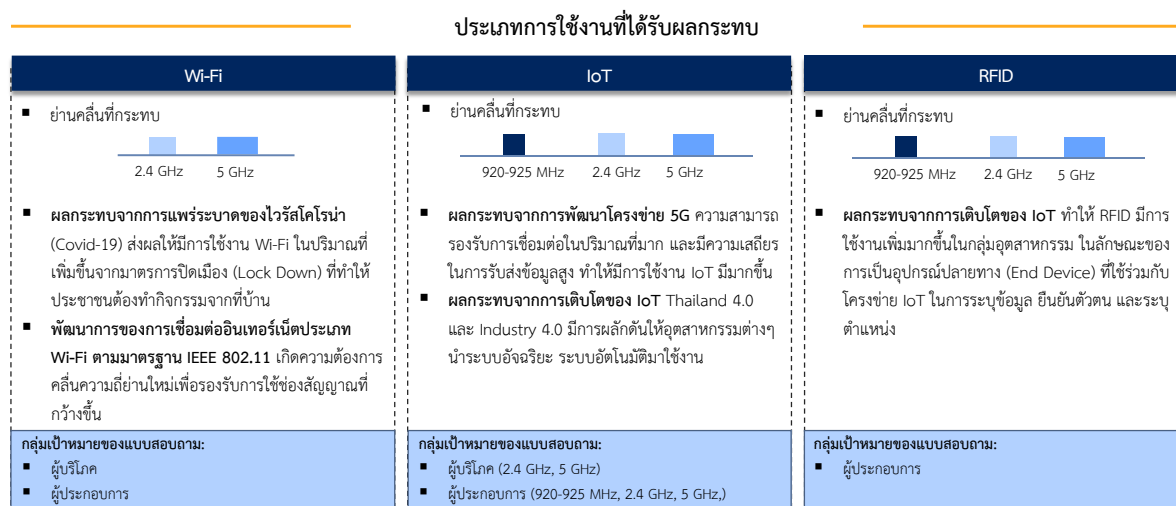 ประเภทการใช้งานที่ได้รับผลกระทบ
Wi-Fi
▪ ย่านคลื่นที่กระทบ
2.4 GHz 5 GHz
▪ ผลกระทบจากการแพร่ระบาดของไวรัสโคโรน่า
(Covid-19) ส่งผลให้มีการใช้งาน Wi-Fi ในปริมาณที่
เพิ่มขึ้นจากมาตรการปิดเมือง (Lock Down) ที่ทำให้
ประชาชนต้องทำกิจกรรมจากที่บ้าน
▪ พัฒนาการของการเชื่อมต่ออินเทอร์เน็ตประเภท
Wi-Fi ตามมาตรฐาน IEEE 802.11 เกิดความต้องการ
คลื่นความถี่ย่านใหม่เพื่อรองรับการใช้ช่องสัญญาณที่
กว้างขึ้น
กลุ่มเป้าหมายของแบบสอบถาม:
▪ ผู้บริโภค
▪ ผู้ประกอบการ
IoT
▪ ย่านคลื่นที่กระทบ
920-925 MHz 2.4 GHz 5 GHz
▪ ผลกระทบจากการพัฒนาโครงข่าย 5G ความสามารถ
รองรับการเชื่อมต่อในปริมาณที่มาก และมีความเสถียร
ในการรับส่งข้อมูลสูง ทำให้มีการใช้งาน IoT มีมากขึ้น
▪ ผลกระทบจากการเติบโตของ IoT Thailand 4.0
และ Industry 4.0 มีการผลักดันให้อุตสาหกรรมต่างๆ
นำระบบอัจฉริยะ ระบบอัตโนมัติมาใช้งาน
กลุ่มเป้าหมายของแบบสอบถาม:
▪ ผู้บริโภค (2.4 GHz, 5 GHz)
▪ ผู้ประกอบการ (920-925 MHz, 2.4 GHz, 5 GHz,)
RFID
▪ ย่านคลื่นที่กระทบ
920-925 MHz 2.4 GHz 5 GHz
▪ ผลกระทบจากการเติบโตของ IoT ทำให้ RFID มีการ
ใช้งานเพิ่มมากขึ้นในกลุ่มอุตสาหกรรม ในลักษณะของ
การเป็นอุปกรณ์ปลายทาง (End Device) ที่ใช้ร่วมกับ
โครงข่าย IoT ในการระบุข้อมูล ยืนยันตัวตน และระบุ
ตำแหน่ง
กลุ่มเป้าหมายของแบบสอบถาม:
▪ ผู้ประกอบการ